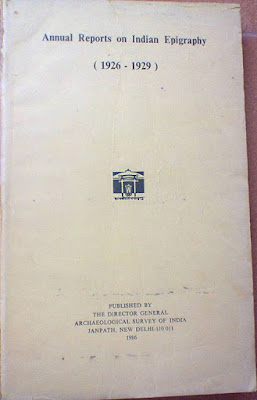 Annual Reports on Indian Epigraphy
( 1926 - 1929 )
PUBLISHED BY
THE DIRECTOR GENERAL
ARCHAEOLOGICAL SURVEY OF INDIA
JANPATH, NEW DELHI-110 011
1986